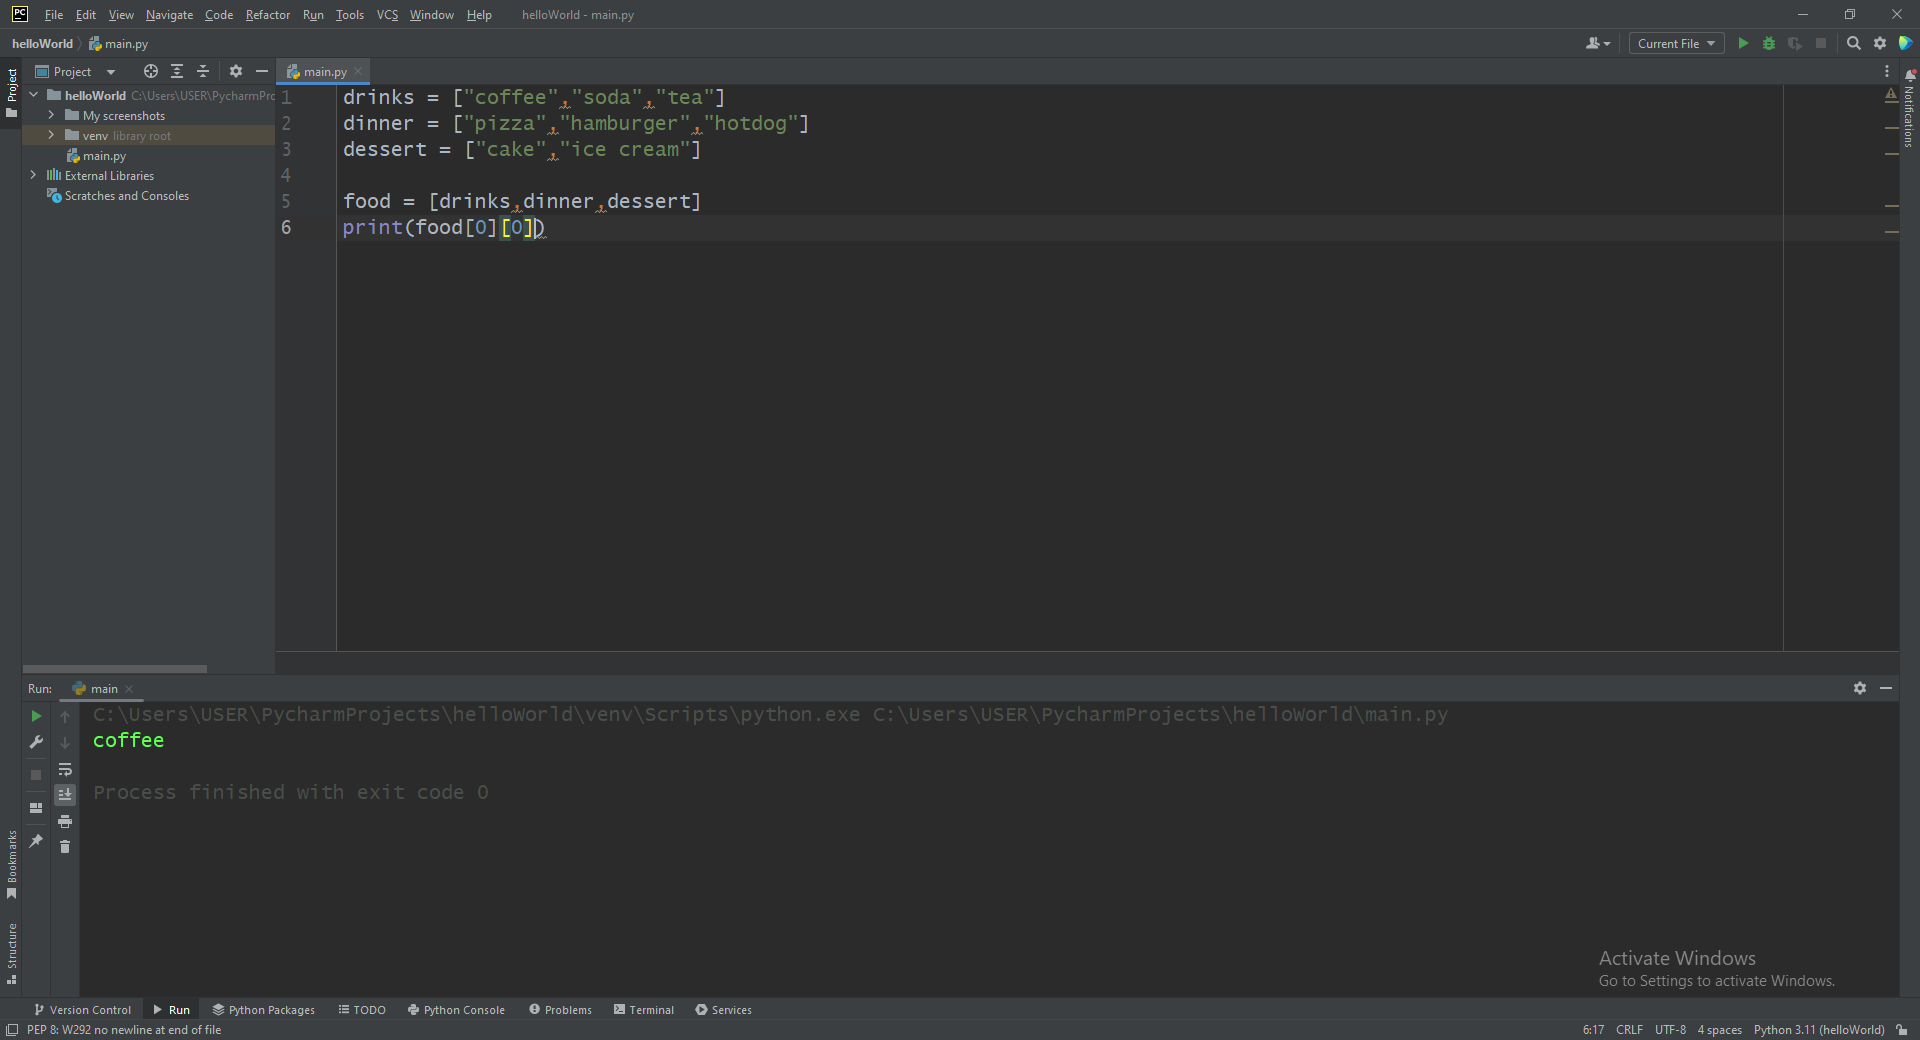 PC File Edit View Navigate Code Refactor Run Tools VCS Window Help helloWorld - main.py
helloWorld main.py Current File
Project main.py
Project
helloWorld C:\Users\USER\PycharmPro
My screenshots
venv library root
main.py
External Libraries
Scratches and Consoles
1 drinks = ["coffee","soda","tea"]
2 dinner = ["pizza","hamburger","hotdog"]
3 dessert = ["cake","ice cream"]
4
5 food = [drinks,dinner,dessert]
6 print(food[0][0])
Notifications
Run: main
C:\Users\USER\PycharmProjects\helloWorld\venv\Scripts\python.exe C:\Users\USER\PycharmProjects\helloWorld\main.py
coffee
Process finished with exit code 0
Bookmarks
Structure
Activate Windows
Go to Settings to activate Windows.
Version Control Run Python Packages TODO Python Console Problems Terminal Services
PEP 8: W292 no newline at end of file 6:17 CRLF UTF-8 4 spaces Python 3.11 (helloWorld)